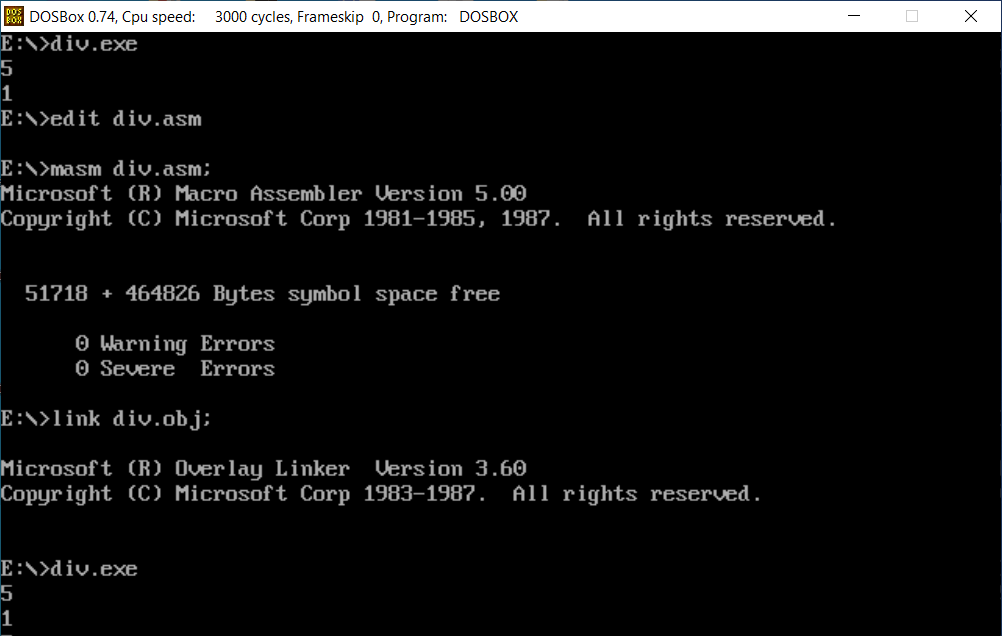 DOS BOX DOSBox 0.74, Cpu speed:    3000 cycles, Frameskip  0, Program:   DOSBOX
E:\>div.exe
5
1
E:\>edit div.asm
E:\>masm div.asm;
Microsoft (R) Macro Assembler Version 5.00
Copyright (C) Microsoft Corp 1981-1985, 1987.  All rights reserved.
  51718 + 464826 Bytes symbol space free
      0 Warning Errors
      0 Severe  Errors
E:\>link div.obj;
Microsoft (R) Overlay Linker  Version 3.60
Copyright (C) Microsoft Corp 1983-1987.  All rights reserved.
E:\>div.exe
5
1